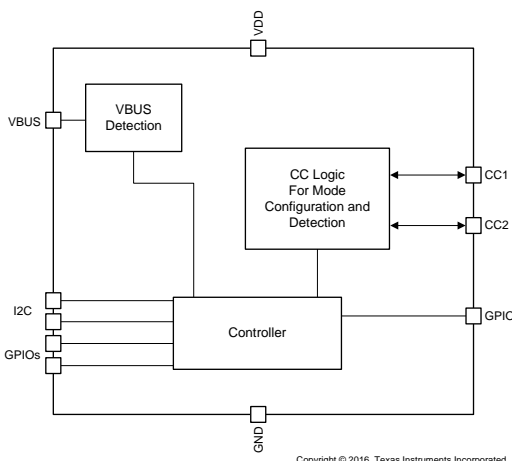 VDD
VBUS
VBUS
Detection
CC Logic
For Mode
Configuration and
Detection
CC1
CC2
I2C
GPIOs
Controller
GPIO
GND
Copyright © 2016, Texas Instruments Incorporated